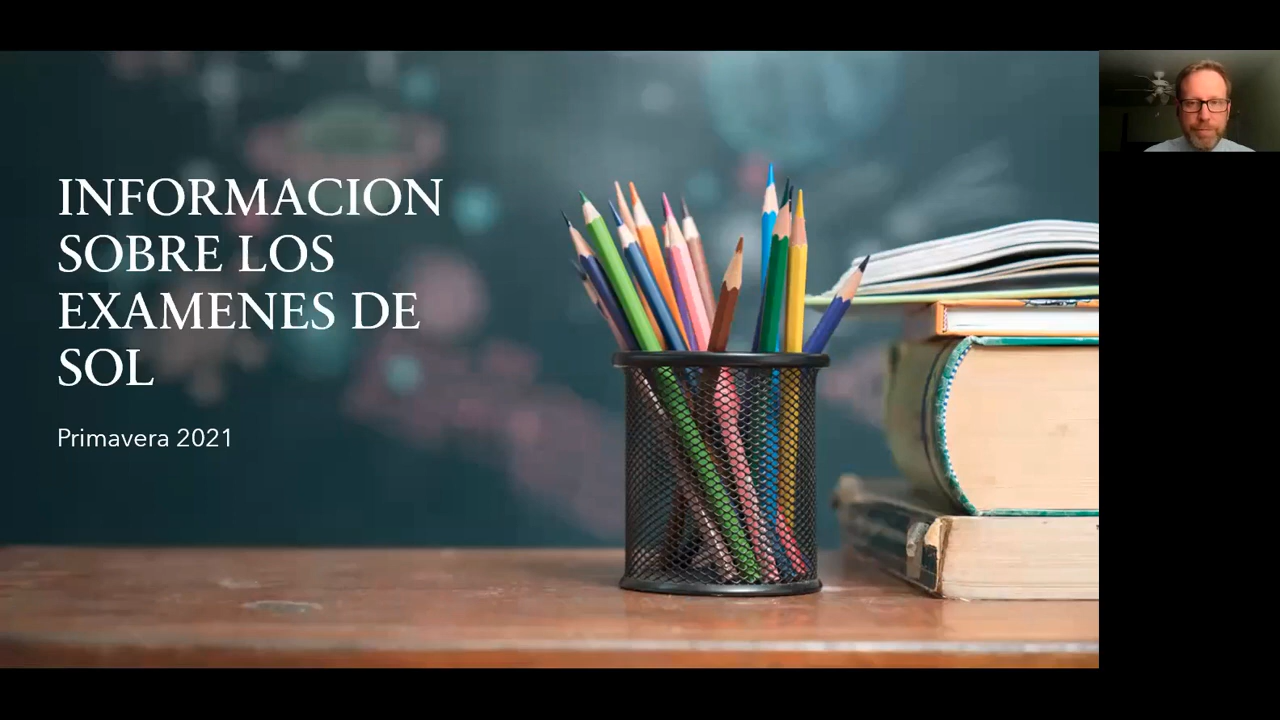 INFORMACION
SOBRE LOS
EXAMENES DE
SOL
Primavera 2021